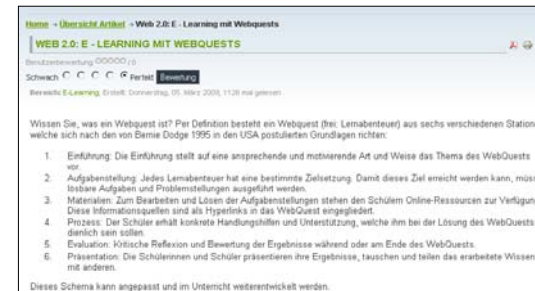 Home → Übersicht Artikel → Web 2.0: E - Learning mit Webquests
WEB 2.0: E - LEARNING MIT WEBQUESTS
Benutzerbewertung: / 0
Schwach Perfekt Bewertung
Bereich: E-Learning, Erstellt: Donnerstag, 05. März 2009, 1128 mal gelesen
Wissen Sie, was ein Webquest ist? Per Definition besteht ein Webquest (frei: Lernabenteuer) aus sechs verschiedenen Station
welche sich nach den von Bernie Dodge 1995 in den USA postulierten Grundlagen richten:
1. Einführung: Die Einführung stellt auf eine ansprechende und motivierende Art und Weise das Thema des WebQuests
vor.
2. Aufgabenstellung: Jedes Lernabenteuer hat eine bestimmte Zielsetzung. Damit dieses Ziel erreicht werden kann, müss
lösbare Aufgaben und Problemstellungen ausgeführt werden.
3. Materialien: Zum Bearbeiten und Lösen der Aufgabenstellungen stehen den Schülern Online-Ressourcen zur Verfügun
Diese Informationsquellen sind als Hyperlinks in das WebQuest eingegliedert.
4. Prozess: Der Schüler erhält konkrete Handlungshilfen und Unterstützung, welche ihm bei der Lösung des WebQuests
dienlich sein sollen.
5. Evaluation: Kritische Reflexion und Bewertung der Ergebnisse während oder am Ende des WebQuests.
6. Präsentation: Die Schülerinnen und Schüler präsentieren ihre Ergebnisse, tauschen und teilen das erarbeitete Wissen
mit anderen.
Dieses Schema kann angepasst und im Unterricht weiterentwickelt werden.